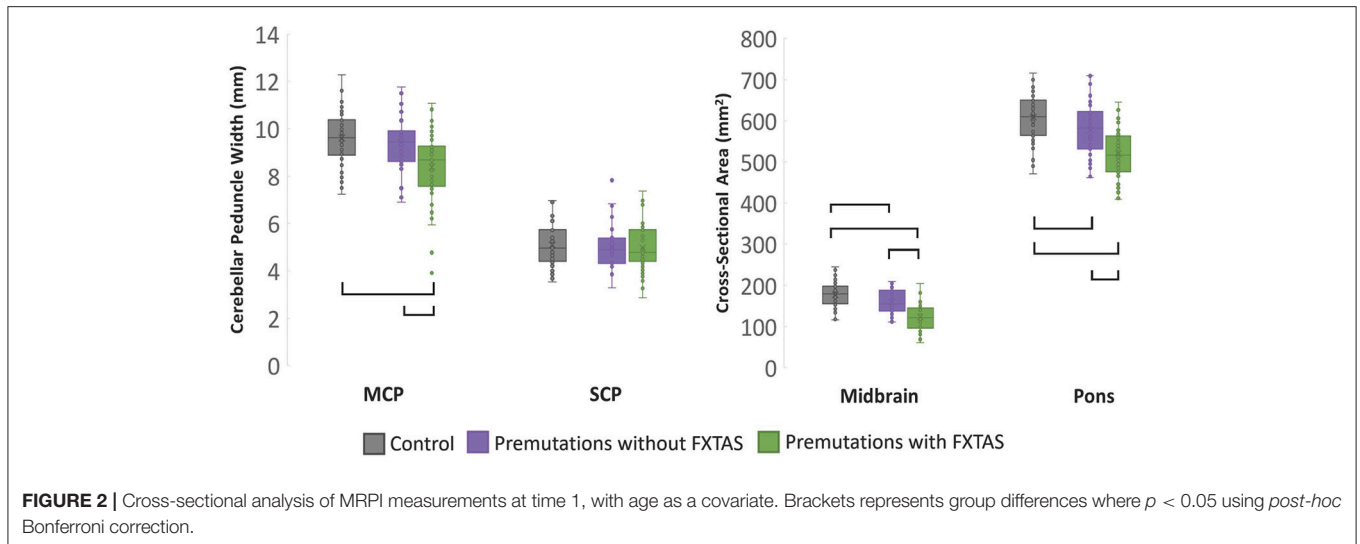 Cerebellar Peduncle Width (mm)
14
12
10
8
6
4
2
0
MCP
SCP
Cross-Sectional Area (mm²)
800
700
600
500
400
300
200
100
0
Midbrain
Pons
Control
Premutations without FXTAS
Premutations with FXTAS
FIGURE 2 | Cross-sectional analysis of MRPI measurements at time 1, with age as a covariate. Brackets represents group differences where p < 0.05 using post-hoc
Bonferroni correction.